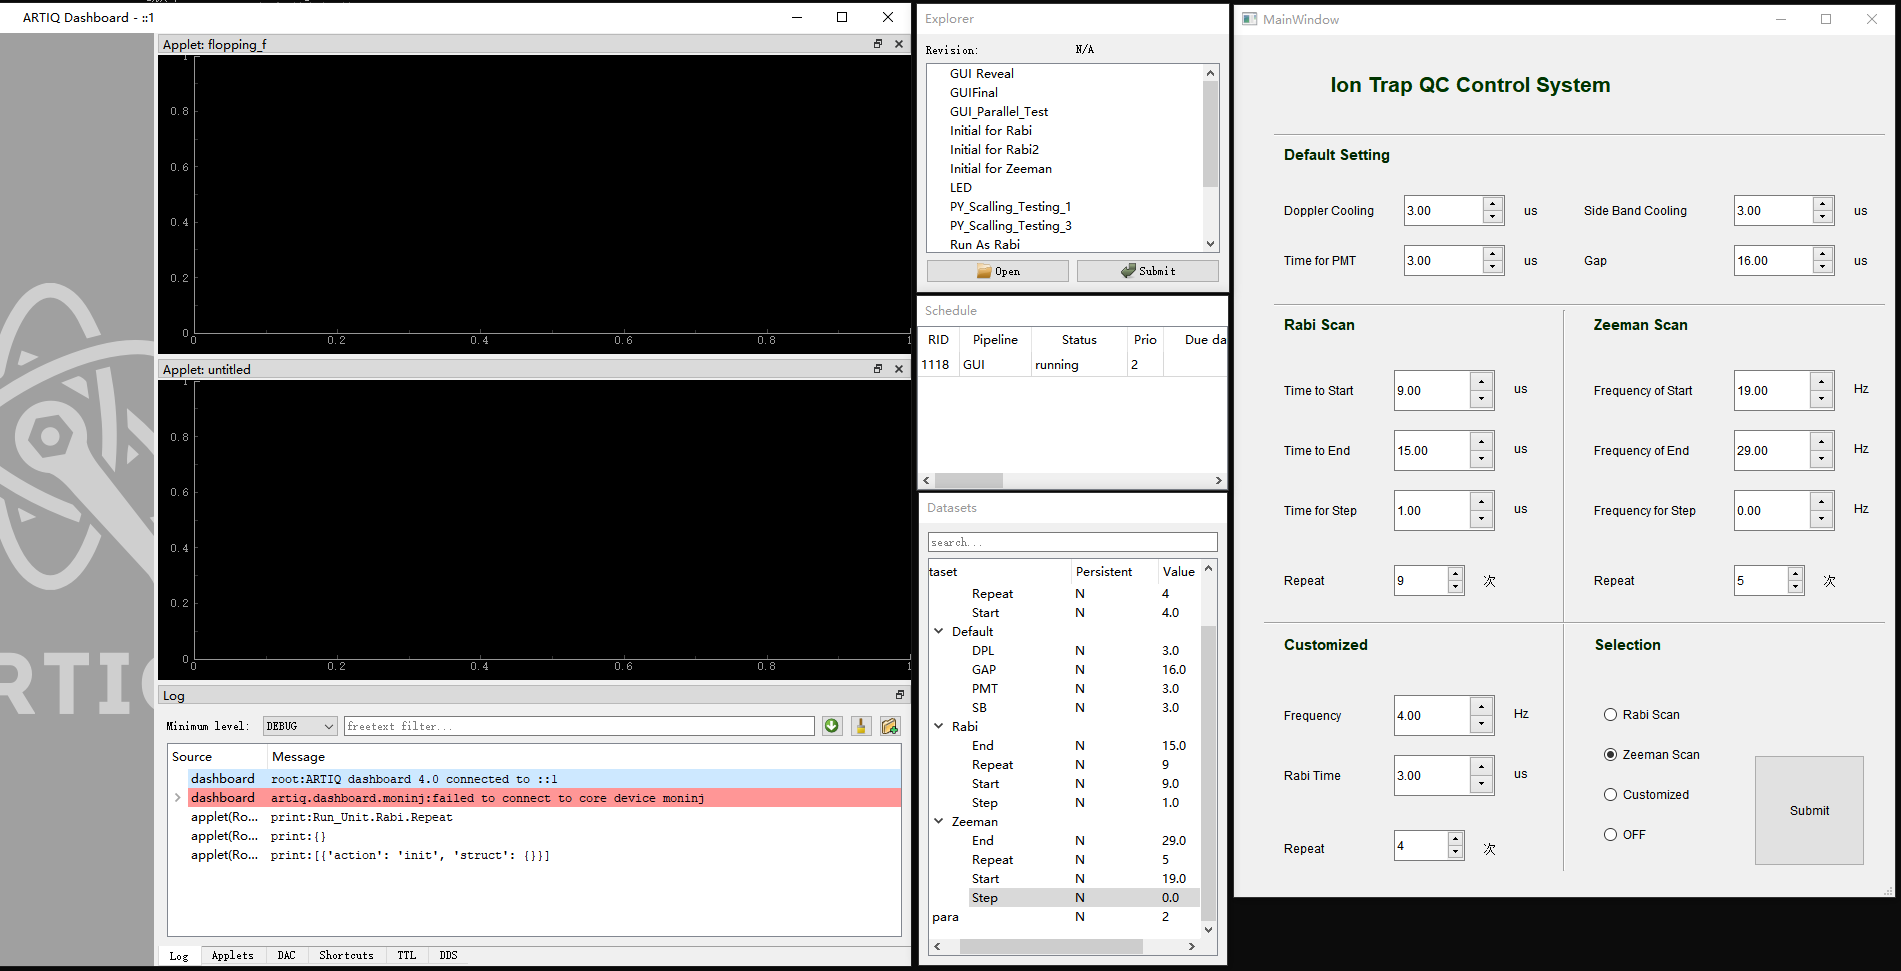 ARTIQ Dashboard - ::1
Applet: flopping_f
1
0.8
0.6
0.4
0.2
0
0 0.2 0.4 0.6 0.8 1
Applet: untitled
1
0.8
0.6
0.4
0.2
0
0 0.2 0.4 0.6 0.8 1
RTIQ
Log
Minimum level: DEBUG freetext filter...
Source Message
dashboard root:ARTIQ dashboard 4.0 connected to ::1
dashboard artiq.dashboard.moninj:failed to connect to core device moninj
applet(Ro... print:Run_Unit.Rabi.Repeat
applet(Ro... print:{}
applet(Ro... print:[{'action': 'init', 'struct': {}}]
Log Applets DAC Shortcuts TTL DDS
Explorer
Revision: N/A
GUI Reveal
GUIFinal
GUI_Parallel_Test
Initial for Rabi
Initial for Rabi2
Initial for Zeeman
LED
PY_Scalling_Testing_1
PY_Scalling_Testing_3
Run As Rabi
Open Submit
Schedule
RID Pipeline Status Prio Due da
1118 GUI running 2
Datasets
search...
taset Persistent Value
Repeat N 4
Start N 4.0
Default
DPL N 3.0
GAP N 16.0
PMT N 3.0
SB N 3.0
Rabi
End N 15.0
Repeat N 9
Start N 9.0
Step N 1.0
Zeeman
End N 29.0
Repeat N 5
Start N 19.0
Step N 0.0
para N 2
MainWindow
Ion Trap QC Control System
Default Setting
Doppler Cooling 3.00 us Side Band Cooling 3.00 us
Time for PMT 3.00 us Gap 16.00 us
Rabi Scan
Time to Start 9.00 us
Time to End 15.00 us
Time for Step 1.00 us
Repeat 9 次
Zeeman Scan
Frequency of Start 19.00 Hz
Frequency of End 29.00 Hz
Frequency for Step 0.00 Hz
Repeat 5 次
Customized
Frequency 4.00 Hz
Rabi Time 3.00 us
Repeat 4 次
Selection
Rabi Scan
Zeeman Scan
Customized
OFF
Submit